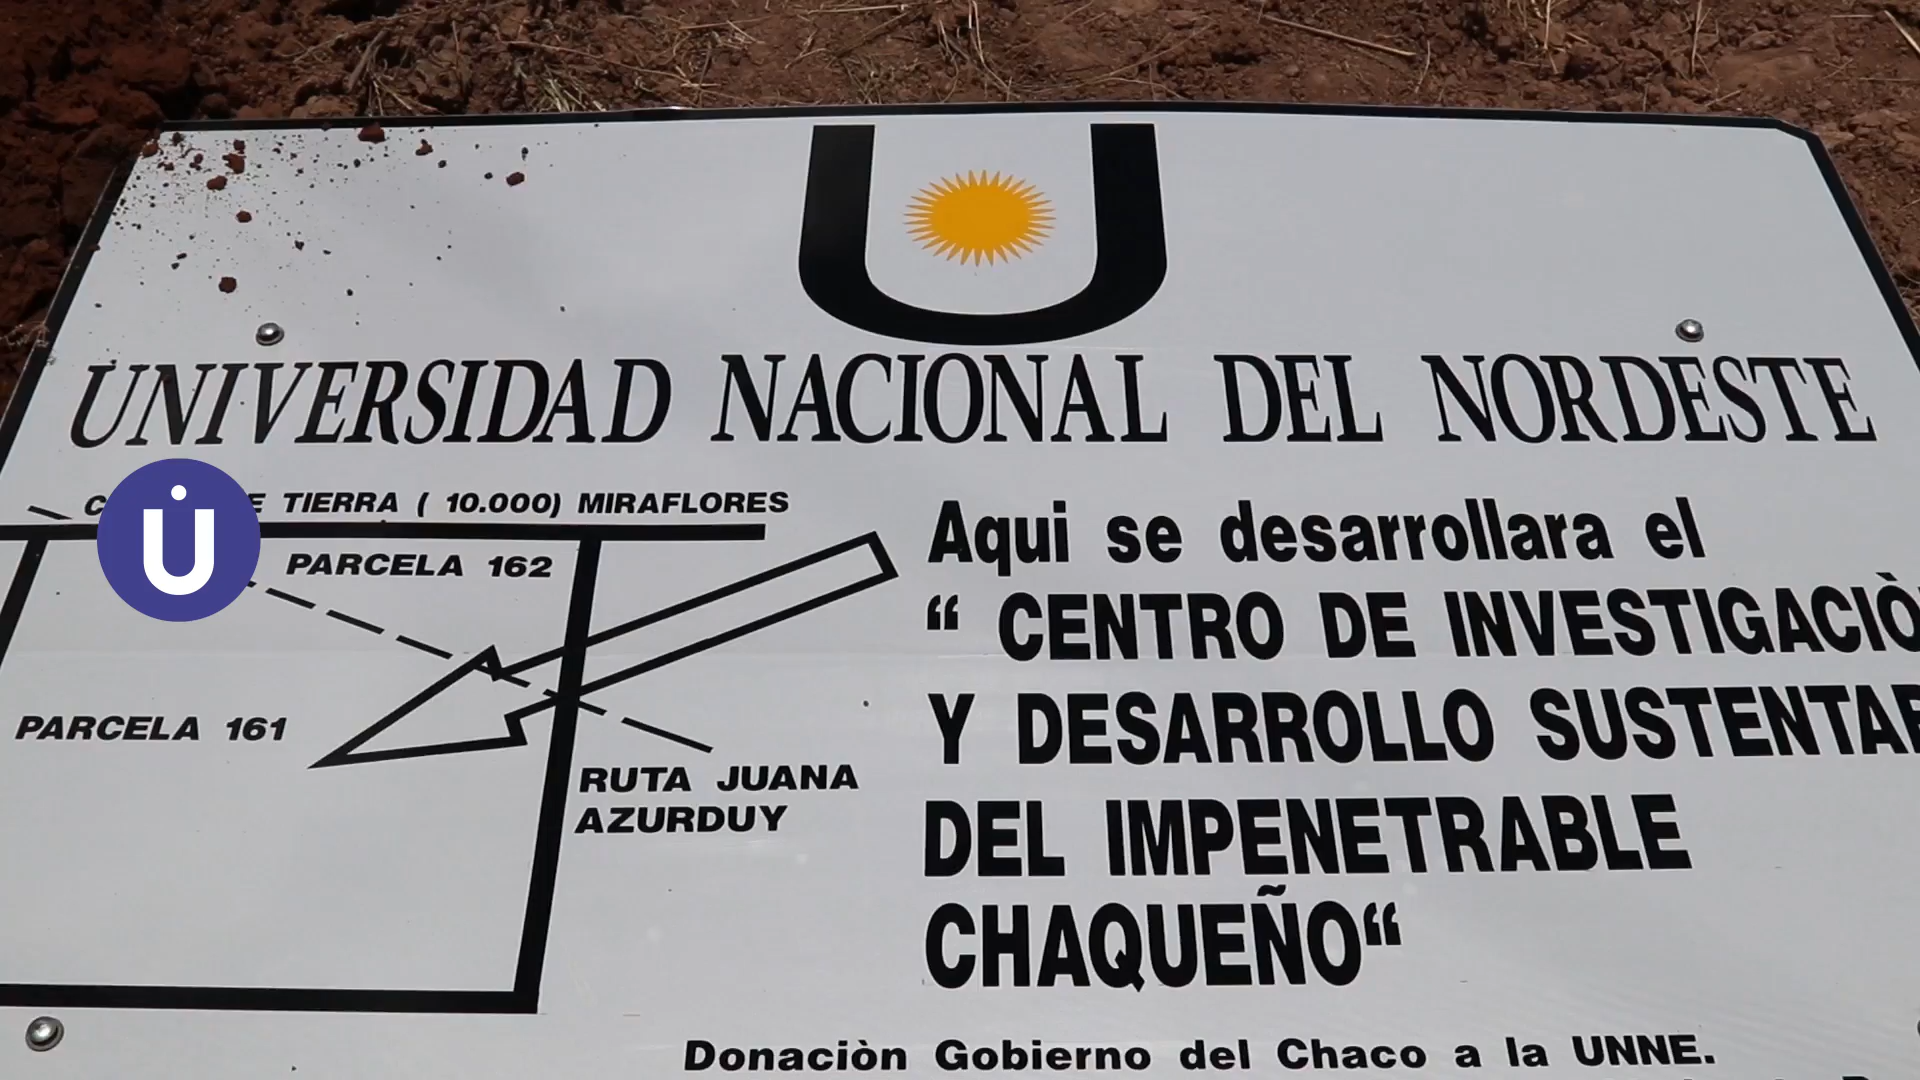 UNIVERSIDAD NACIONAL DEL NORDESTE
TIERRA ( 10.000) MIRAFLORES
PARCELA 162
PARCELA 161
RUTA JUANA
AZURDUY
Aqui se desarrollara el
“ CENTRO DE INVESTIGACIÒ
Y DESARROLLO SUSTENTAB
DEL IMPENETRABLE
CHAQUEÑO“
Donaciòn Gobierno del Chaco a la UNNE.